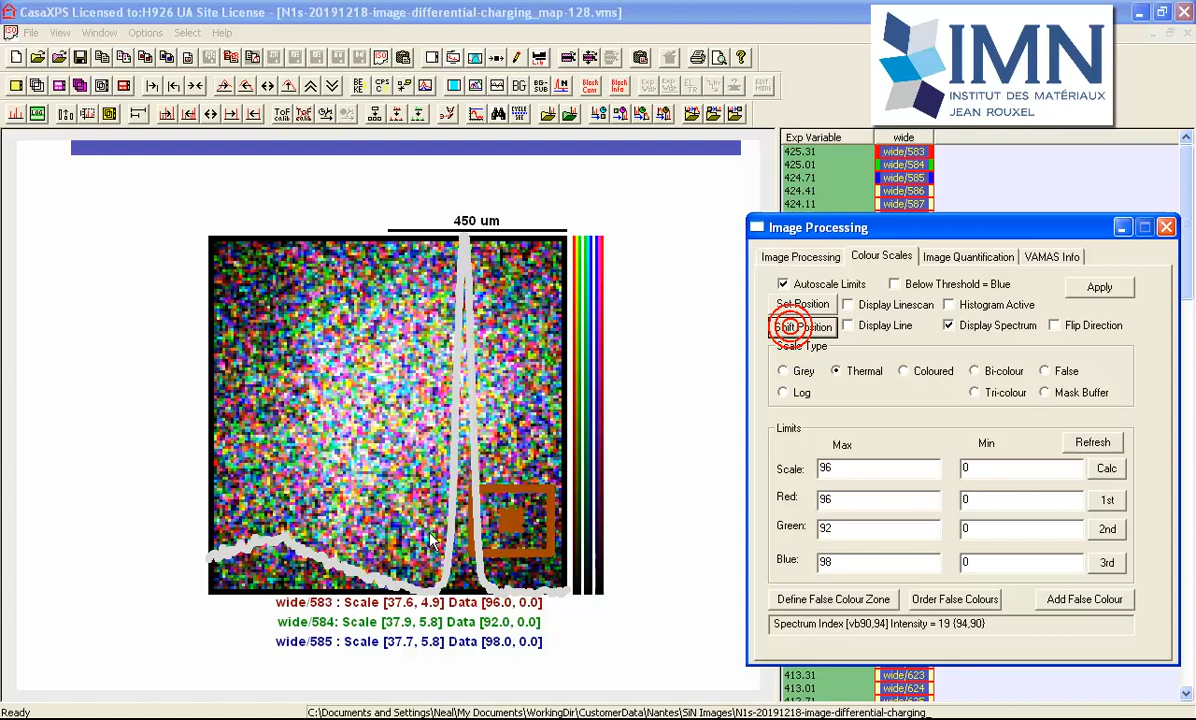 CasaXPS Licensed to:H926 UA Site License - [N1s-20191218-image-differential-charging_map-128.vms]
File View Window Options Select Help
IMN
INSTITUT DES MATÉRIAUX
JEAN ROUXEL
Exp Variable wide
425.31 wide/583
425.01 wide/584
424.71 wide/585
424.41 wide/586
424.11 wide/587
450 um
wide/583 : Scale [37.6, 4.9] Data [96.0, 0.0]
wide/584: Scale [37.9, 5.8] Data [92.0, 0.0]
wide/585 : Scale [37.7, 5.8] Data [98.0, 0.0]
Image Processing
Image Processing Colour Scales Image Quantification VAMAS Info
Autoscale Limits Below Threshold = Blue Apply
Set Position Display Linescan Histogram Active
Shift Position Display Line Display Spectrum Flip Direction
Scale Type
Grey Thermal Coloured Bi-colour False
Log Tri-colour Mask Buffer
Limits
Max Min Refresh
Scale: 96 0 Calc
Red: 96 0 1st
Green: 92 0 2nd
Blue: 98 0 3rd
Define False Colour Zone Order False Colours Add False Colour
Spectrum Index [vb90,94] Intensity = 19 {94,90}
413.31 wide/623
413.01 wide/624
Ready C:\Documents and Settings\Neal\My Documents\WorkingDir\CustomerData\Nantes\SiN Images\N1s-20191218-image-differential-charging_